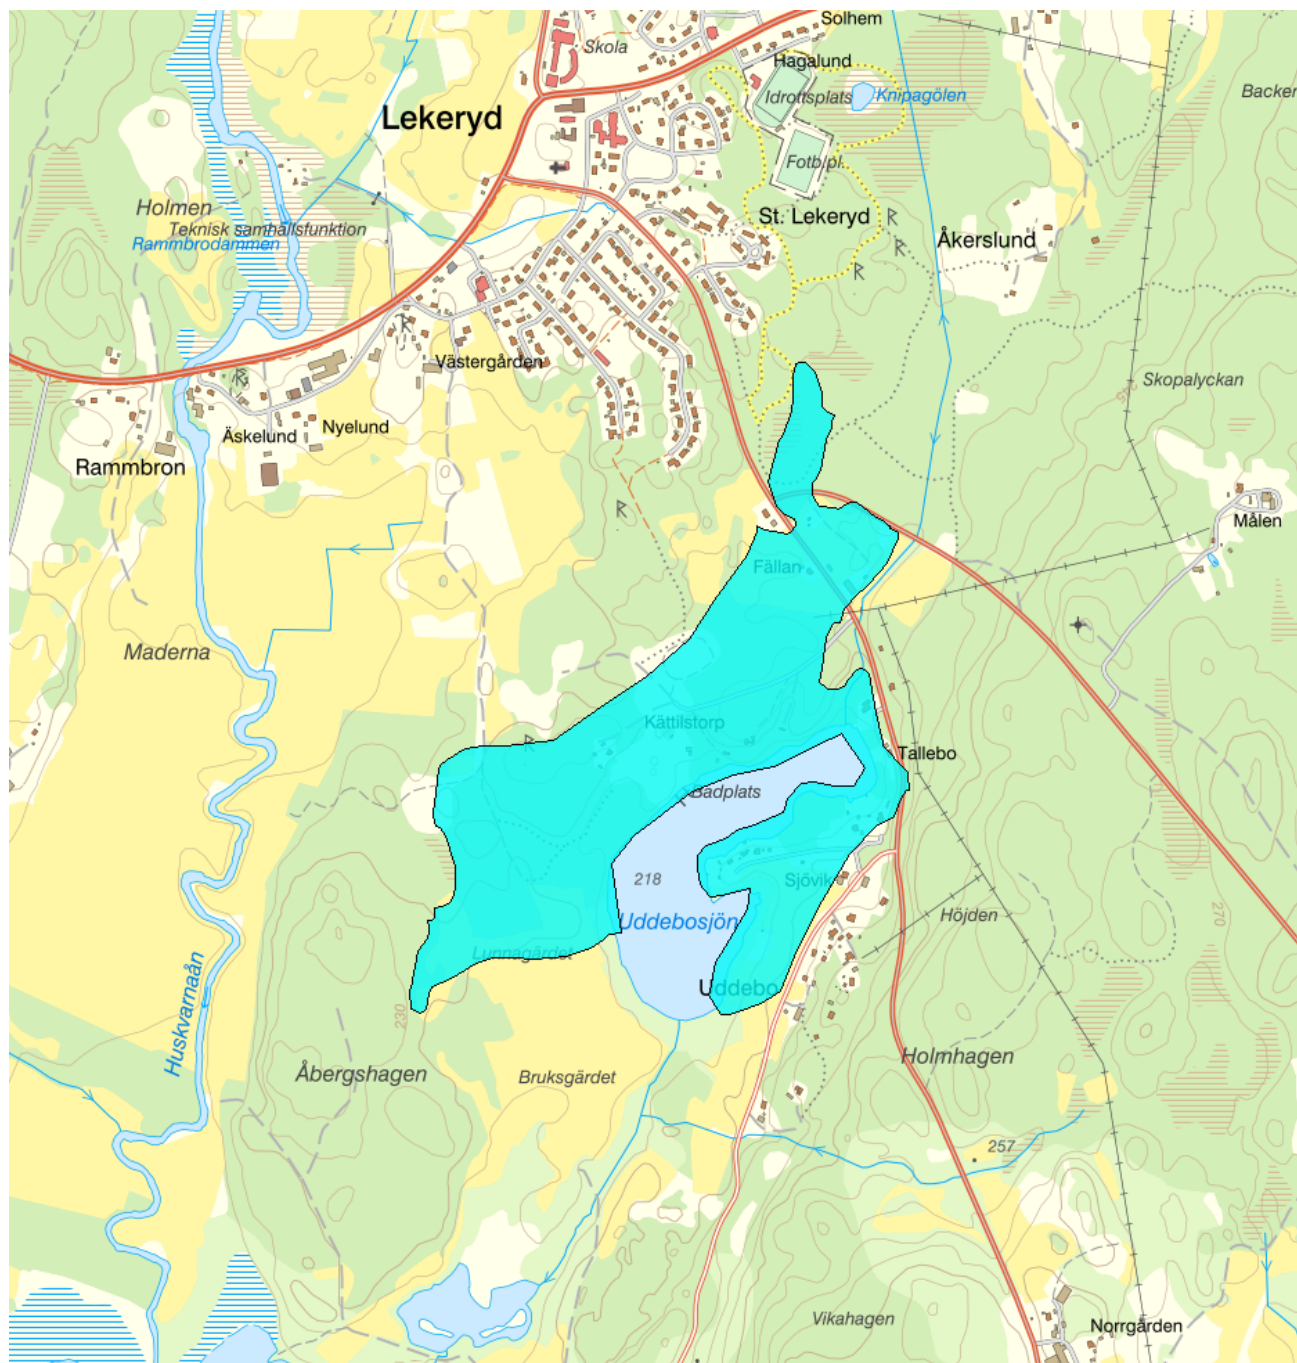 Solhem
Skola
Hagalund
Backer
Idrottsplats
Knipagölen
Lekeryd
Fotb.pl.
Holmen
St. Lekeryd
Teknisk samhällsfunktion
Åkerslund
Rammbrodammen
Västergården
Skopalyckan
Nyelund
Äskelund
Rammbron
Målen
Fällan
Maderna
Kättilstorp
Tallebo
Badplats
218
Sjövik
Höjden
270
Uddebosjön
Lunnagärdet
Uddebo
Huskvarnaån
230
Holmhagen
Åbergshagen
Bruksgärdet
257
Vikahagen
Norrgården